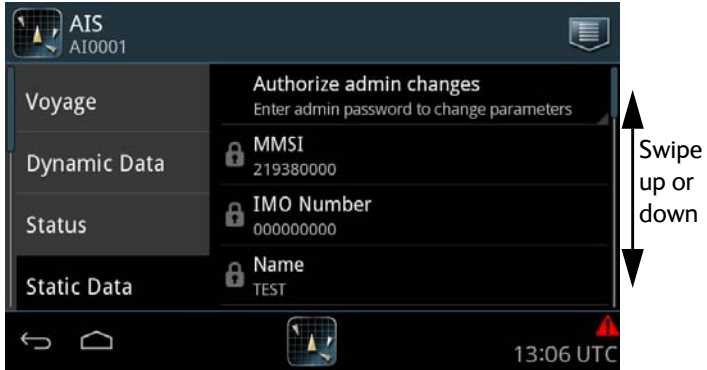 AIS
AI0001
Voyage
Dynamic Data
Status
Static Data
Authorize admin changes
Enter admin password to change parameters
MMSI
219380000
IMO Number
000000000
Name
TEST
13:06 UTC
Swipe
up or
down